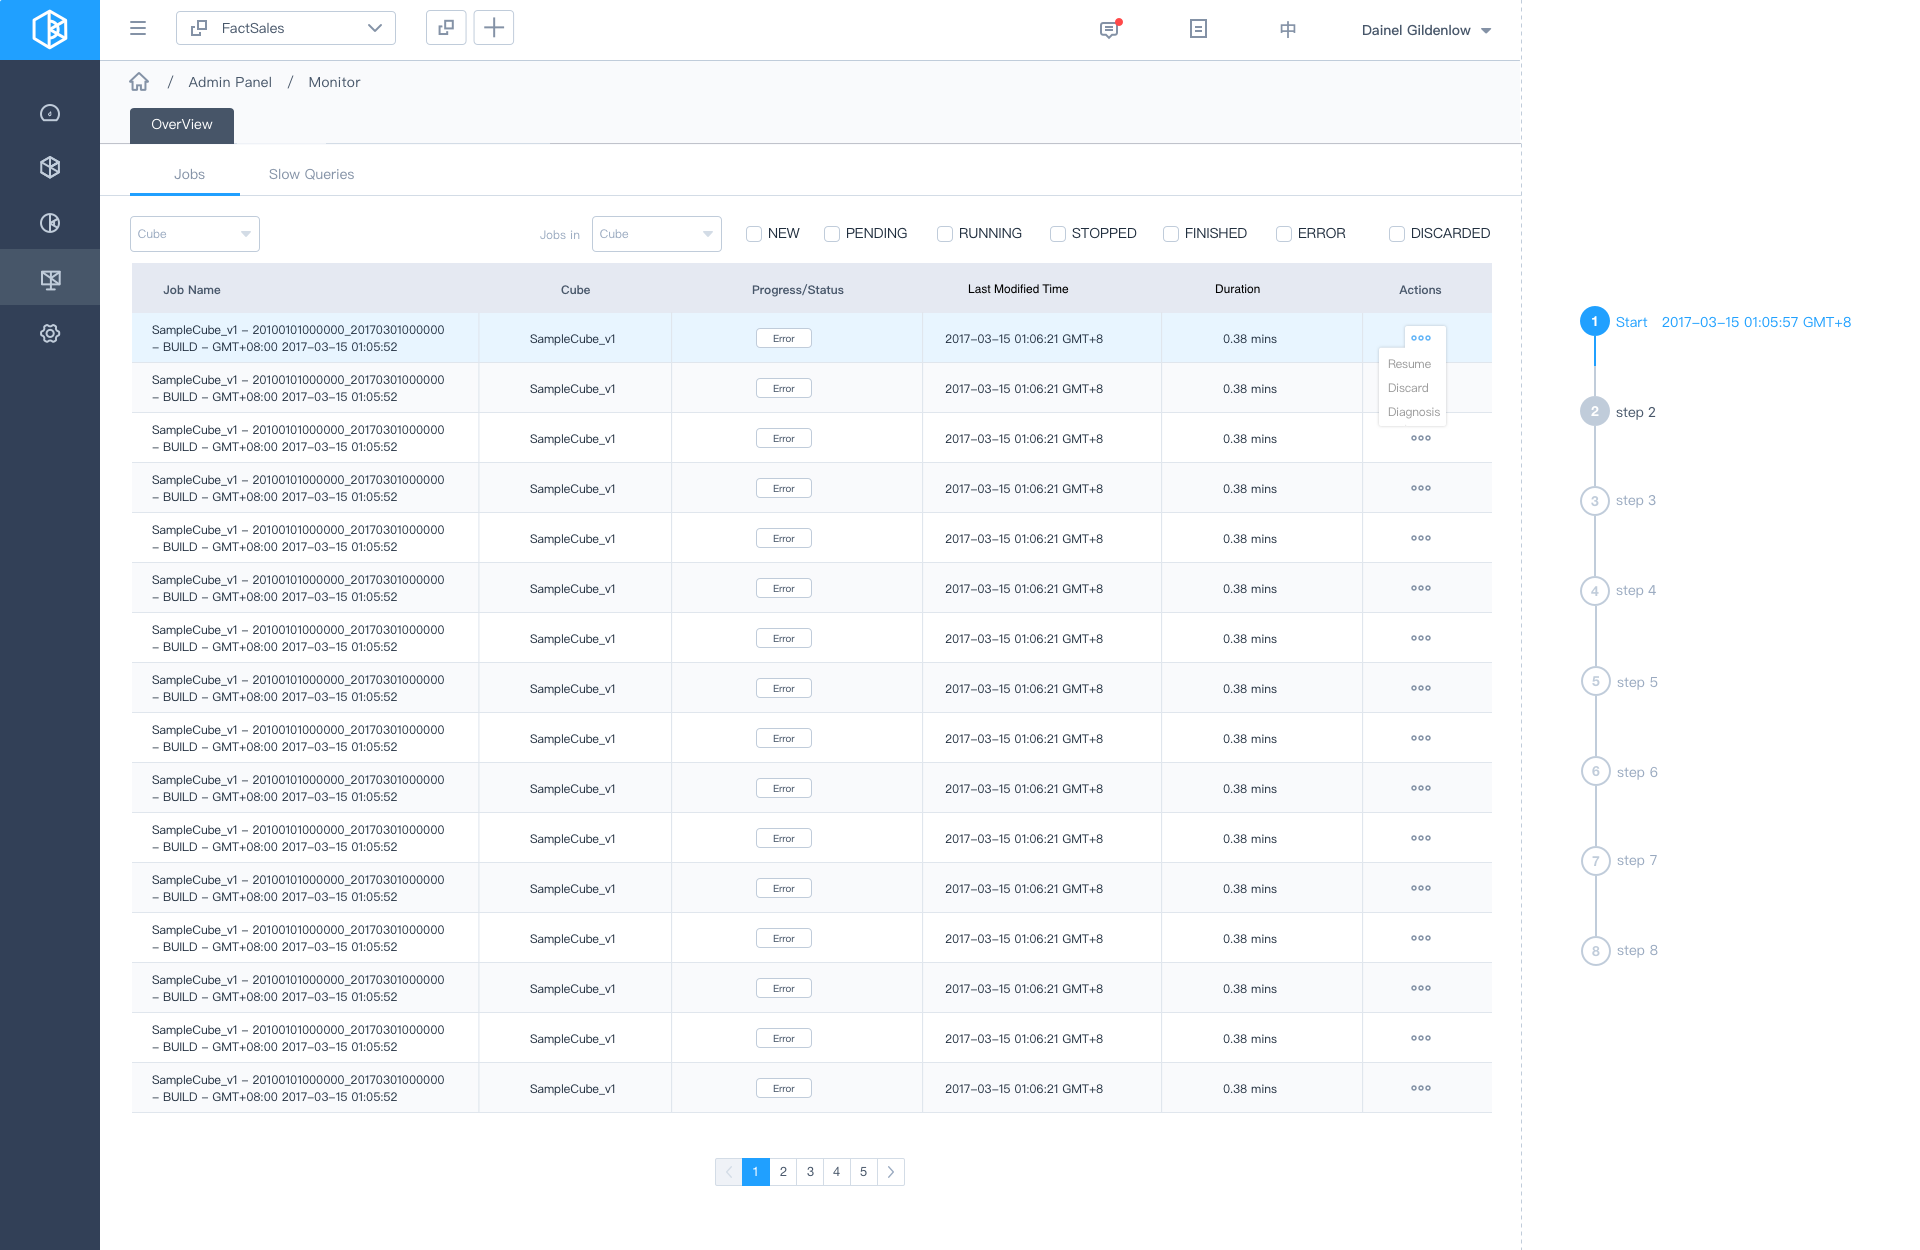 FactSales
中
Dainel Gildenlow
/ Admin Panel / Monitor
OverView
Jobs
Slow Queries
Cube
Jobs in
Cube
NEW
PENDING
RUNNING
STOPPED
FINISHED
ERROR
DISCARDED
Job Name
Cube
Progress/Status
Last Modified Time
Duration
Actions
SampleCube_v1 – 20100101000000_20170301000000
– BUILD – GMT+08:00 2017–03–15 01:05:52
SampleCube_v1
Error
2017–03–15 01:06:21 GMT+8
0.38 mins
Resume
Discard
Diagnosis
SampleCube_v1 – 20100101000000_20170301000000
– BUILD – GMT+08:00 2017–03–15 01:05:52
SampleCube_v1
Error
2017–03–15 01:06:21 GMT+8
0.38 mins
SampleCube_v1 – 20100101000000_20170301000000
– BUILD – GMT+08:00 2017–03–15 01:05:52
SampleCube_v1
Error
2017–03–15 01:06:21 GMT+8
0.38 mins
SampleCube_v1 – 20100101000000_20170301000000
– BUILD – GMT+08:00 2017–03–15 01:05:52
SampleCube_v1
Error
2017–03–15 01:06:21 GMT+8
0.38 mins
SampleCube_v1 – 20100101000000_20170301000000
– BUILD – GMT+08:00 2017–03–15 01:05:52
SampleCube_v1
Error
2017–03–15 01:06:21 GMT+8
0.38 mins
SampleCube_v1 – 20100101000000_20170301000000
– BUILD – GMT+08:00 2017–03–15 01:05:52
SampleCube_v1
Error
2017–03–15 01:06:21 GMT+8
0.38 mins
SampleCube_v1 – 20100101000000_20170301000000
– BUILD – GMT+08:00 2017–03–15 01:05:52
SampleCube_v1
Error
2017–03–15 01:06:21 GMT+8
0.38 mins
SampleCube_v1 – 20100101000000_20170301000000
– BUILD – GMT+08:00 2017–03–15 01:05:52
SampleCube_v1
Error
2017–03–15 01:06:21 GMT+8
0.38 mins
SampleCube_v1 – 20100101000000_20170301000000
– BUILD – GMT+08:00 2017–03–15 01:05:52
SampleCube_v1
Error
2017–03–15 01:06:21 GMT+8
0.38 mins
SampleCube_v1 – 20100101000000_20170301000000
– BUILD – GMT+08:00 2017–03–15 01:05:52
SampleCube_v1
Error
2017–03–15 01:06:21 GMT+8
0.38 mins
SampleCube_v1 – 20100101000000_20170301000000
– BUILD – GMT+08:00 2017–03–15 01:05:52
SampleCube_v1
Error
2017–03–15 01:06:21 GMT+8
0.38 mins
SampleCube_v1 – 20100101000000_20170301000000
– BUILD – GMT+08:00 2017–03–15 01:05:52
SampleCube_v1
Error
2017–03–15 01:06:21 GMT+8
0.38 mins
SampleCube_v1 – 20100101000000_20170301000000
– BUILD – GMT+08:00 2017–03–15 01:05:52
SampleCube_v1
Error
2017–03–15 01:06:21 GMT+8
0.38 mins
SampleCube_v1 – 20100101000000_20170301000000
– BUILD – GMT+08:00 2017–03–15 01:05:52
SampleCube_v1
Error
2017–03–15 01:06:21 GMT+8
0.38 mins
SampleCube_v1 – 20100101000000_20170301000000
– BUILD – GMT+08:00 2017–03–15 01:05:52
SampleCube_v1
Error
2017–03–15 01:06:21 GMT+8
0.38 mins
SampleCube_v1 – 20100101000000_20170301000000
– BUILD – GMT+08:00 2017–03–15 01:05:52
SampleCube_v1
Error
2017–03–15 01:06:21 GMT+8
0.38 mins
1 2 3 4 5
1 Start 2017–03–15 01:05:57 GMT+8
2 step 2
3 step 3
4 step 4
5 step 5
6 step 6
7 step 7
8 step 8